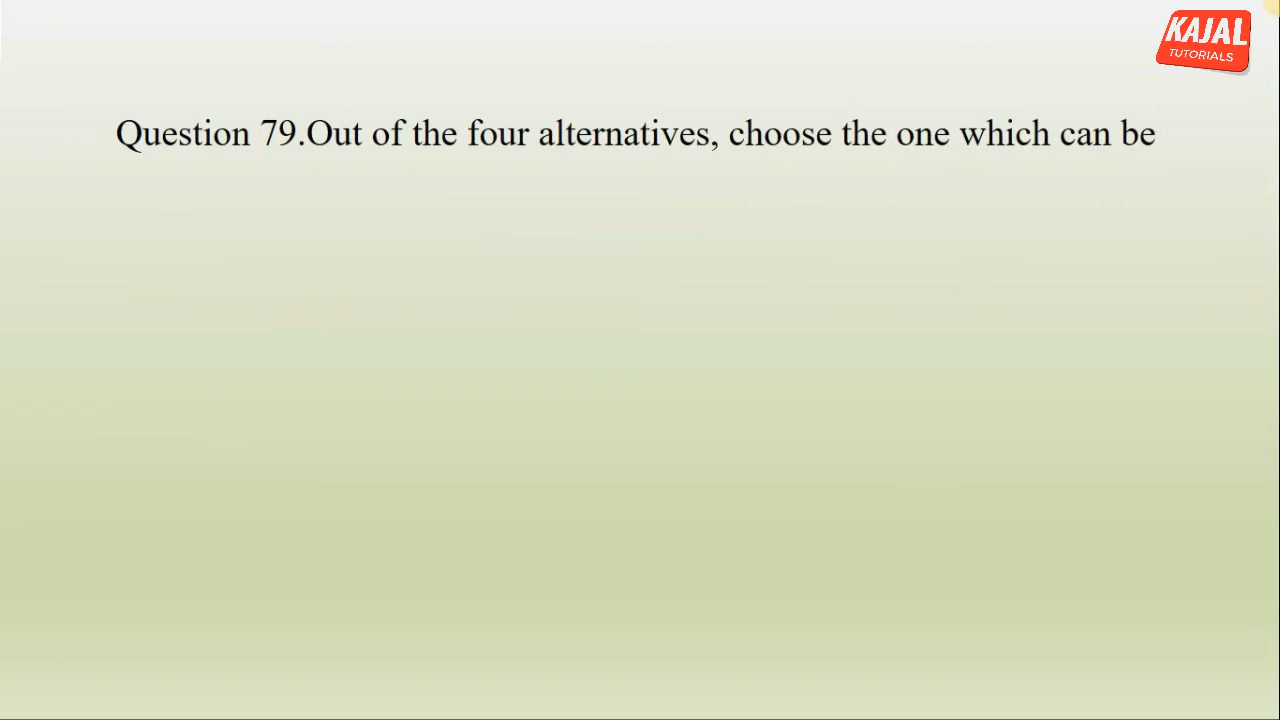 KAJAL
TUTORIALS
Question 79.Out of the four alternatives, choose the one which can be